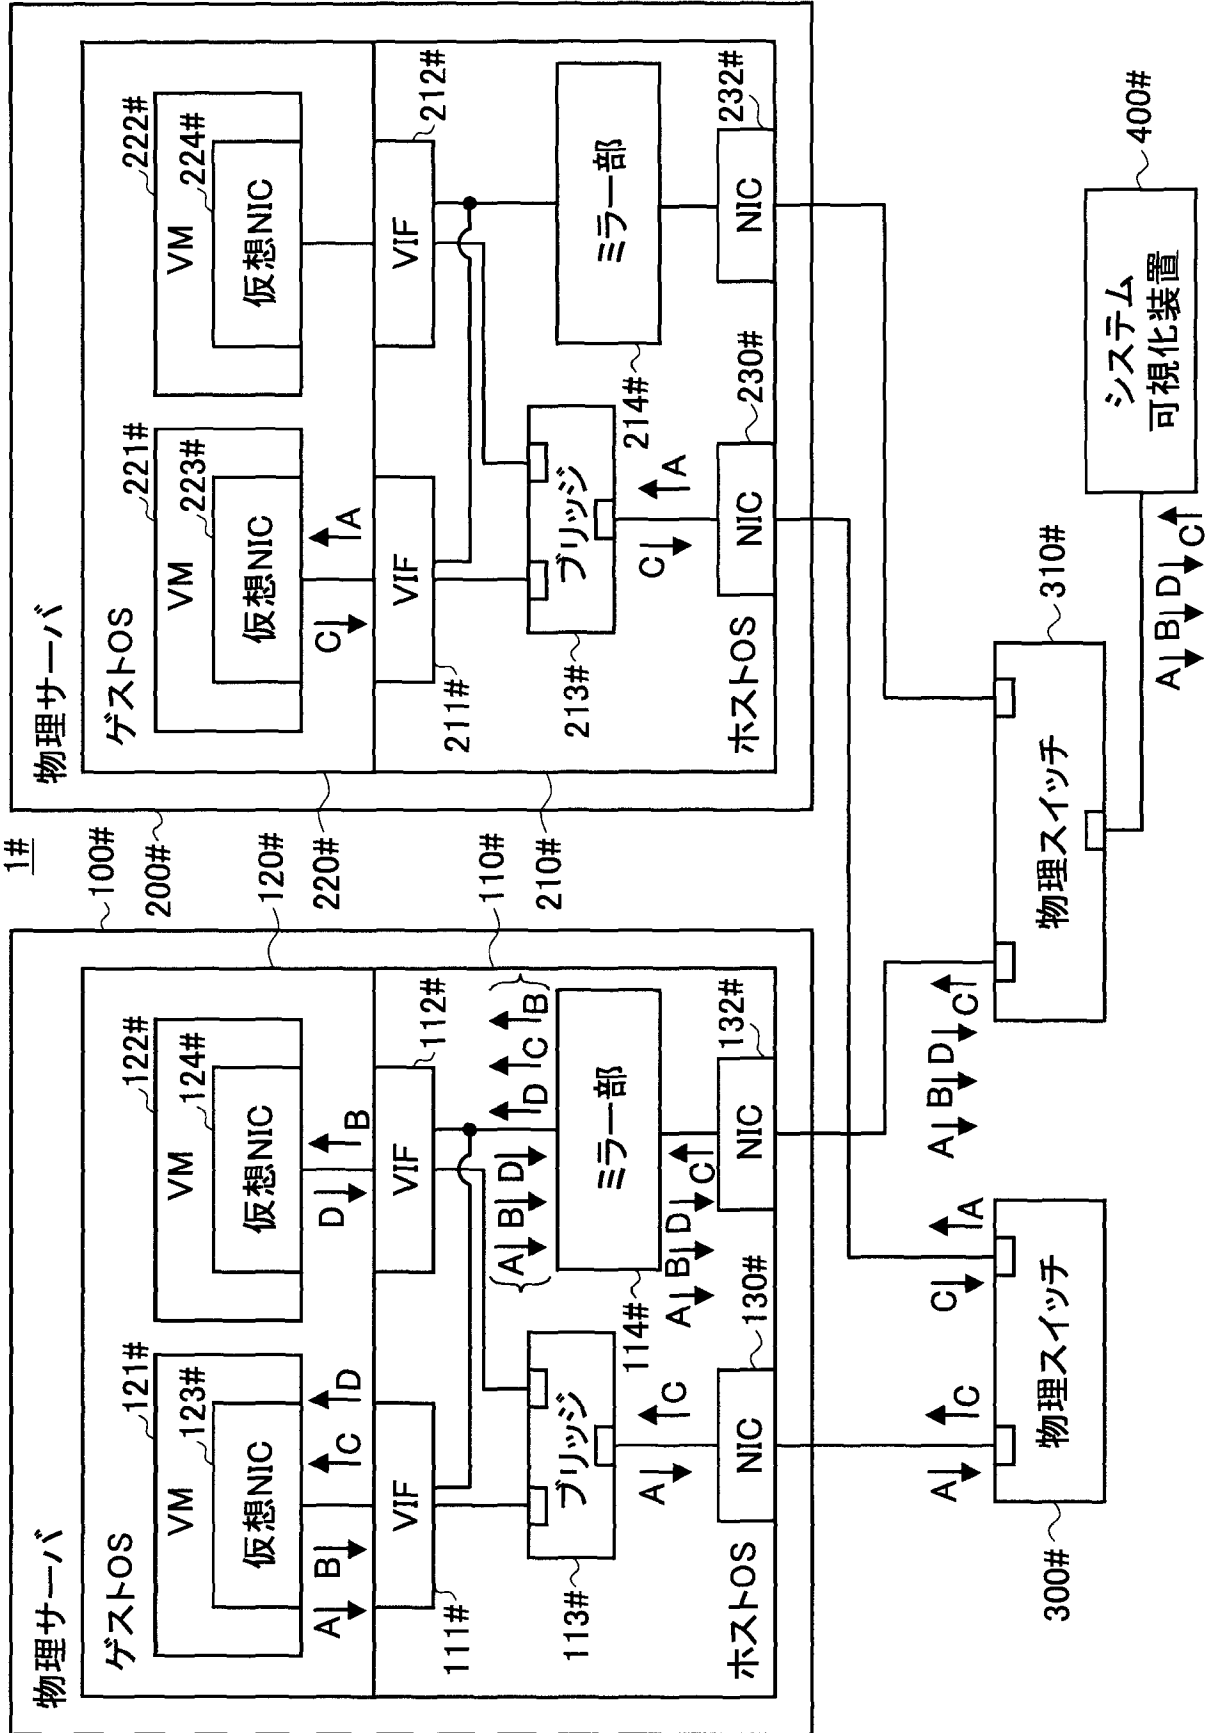 1#
物理サーバ
100#
ゲストOS
120#
VM
121#
仮想NIC
123#
VM
122#
仮想NIC
124#
A
B
C
D
D
B
VIF
111#
VIF
112#
110#
A
B
D
D
C
B
ブリッジ
113#
ミラー部
114#
A
C
A
B
D
C
ホストOS
NIC
130#
NIC
132#
物理サーバ
200#
ゲストOS
220#
VM
221#
仮想NIC
223#
VM
222#
仮想NIC
224#
C
A
VIF
211#
VIF
212#
210#
ブリッジ
213#
ミラー部
214#
C
A
ホストOS
NIC
230#
NIC
232#
A
C
C
A
物理スイッチ
300#
A
B
D
C
物理スイッチ
310#
A
B
D
C
システム
可視化装置
400#